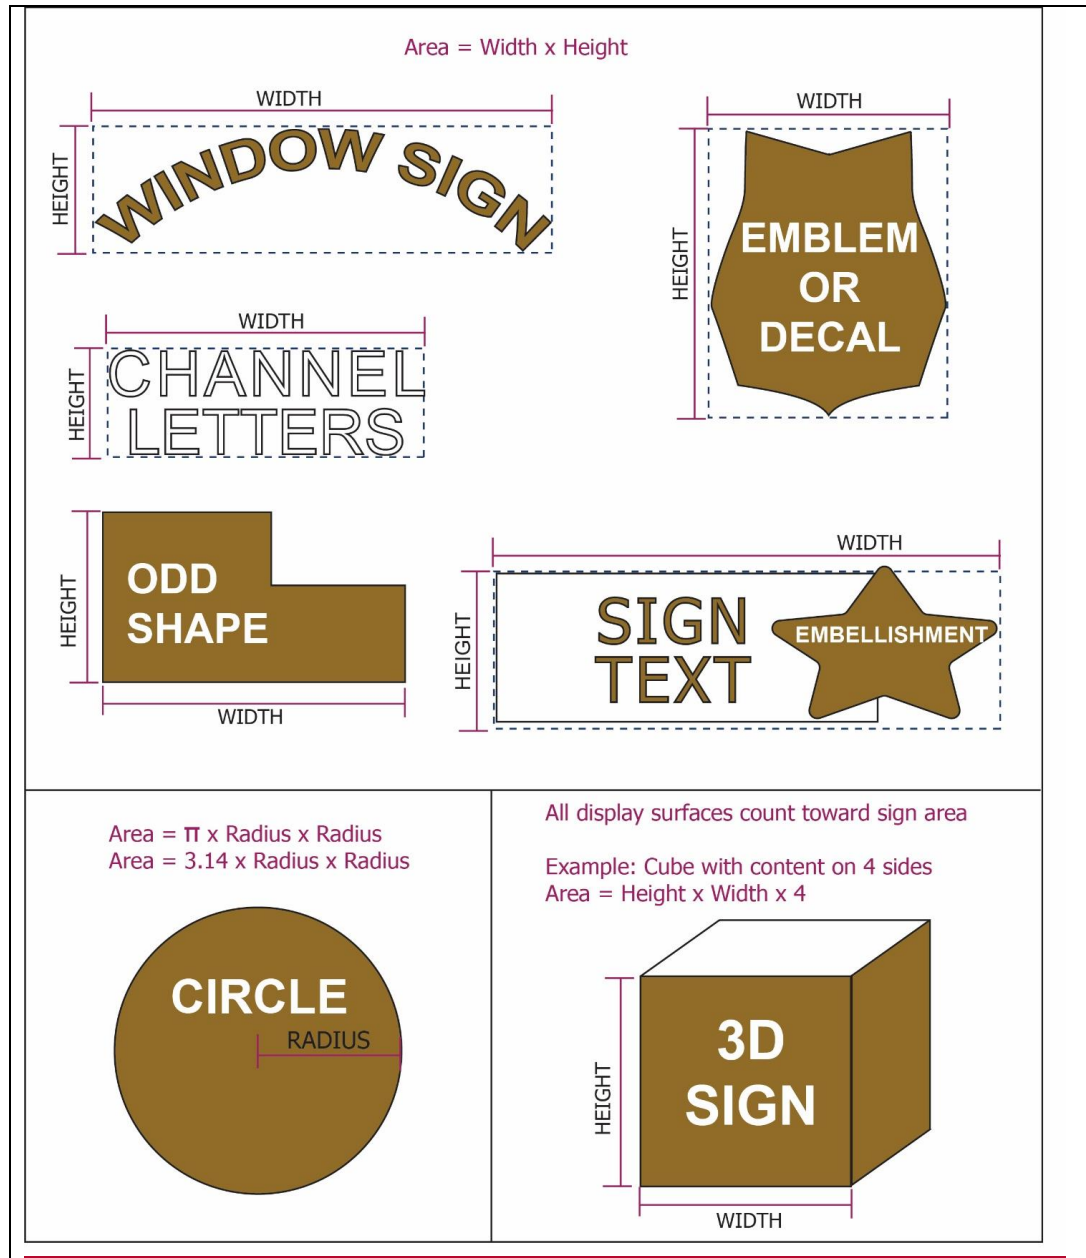 Area = Width x Height
WIDTH
HEIGHT
WINDOW SIGN
WIDTH
HEIGHT
EMBLEM
OR
DECAL
WIDTH
HEIGHT
CHANNEL
LETTERS
HEIGHT
ODD
SHAPE
WIDTH
WIDTH
HEIGHT
SIGN
TEXT
EMBELLISHMENT
Area = π x Radius x Radius
Area = 3.14 x Radius x Radius
CIRCLE
RADIUS
All display surfaces count toward sign area
Example: Cube with content on 4 sides
Area = Height x Width x 4
3D
SIGN
HEIGHT
WIDTH